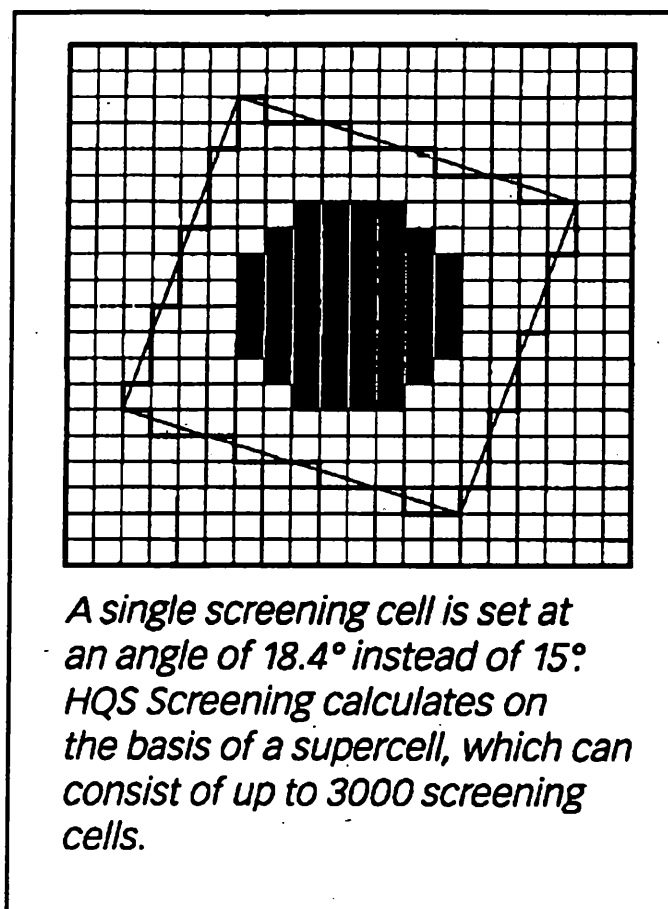 A single screening cell is set at
an angle of 18.4° instead of 15°.
HQS Screening calculates on
the basis of a supercell, which can
consist of up to 3000 screening
cells.